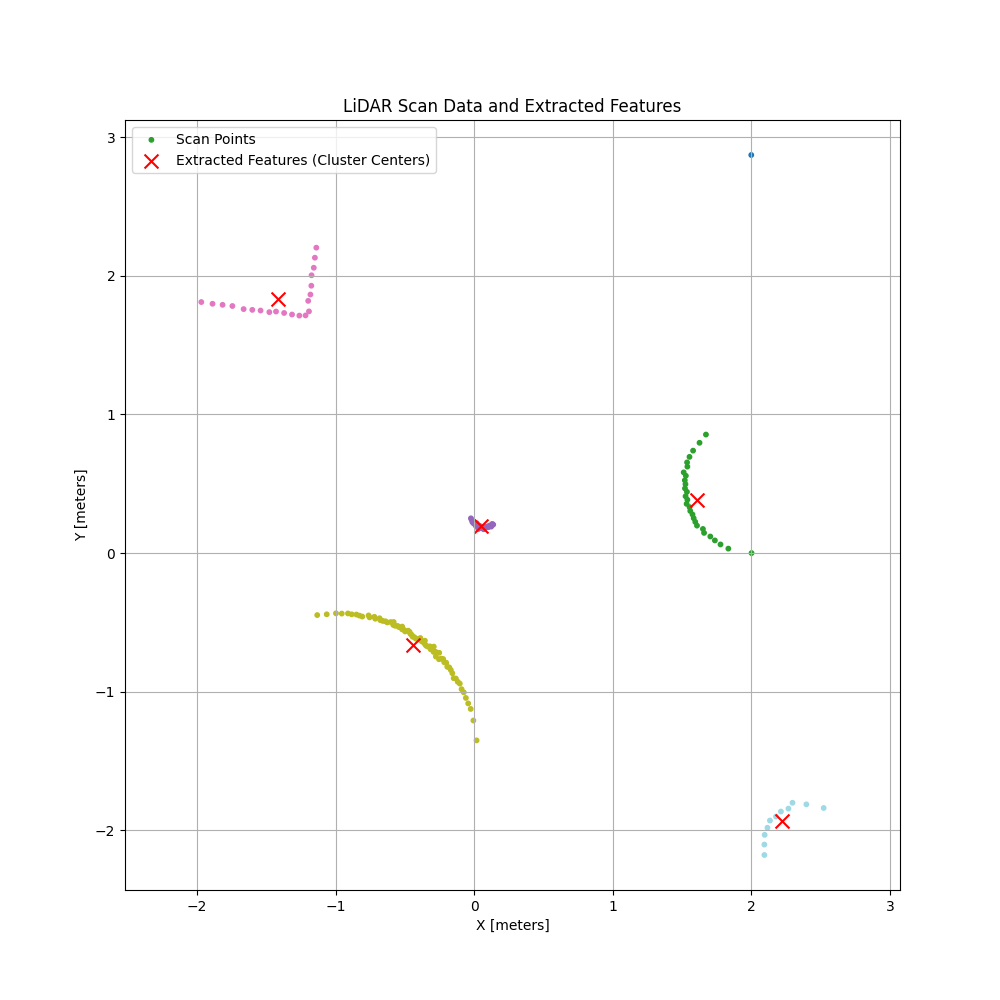 LiDAR Scan Data and Extracted Features
Scan Points
Extracted Features (Cluster Centers)
3
2
1
0
−1
−2
Y [meters]
−2 −1 0 1 2 3
X [meters]